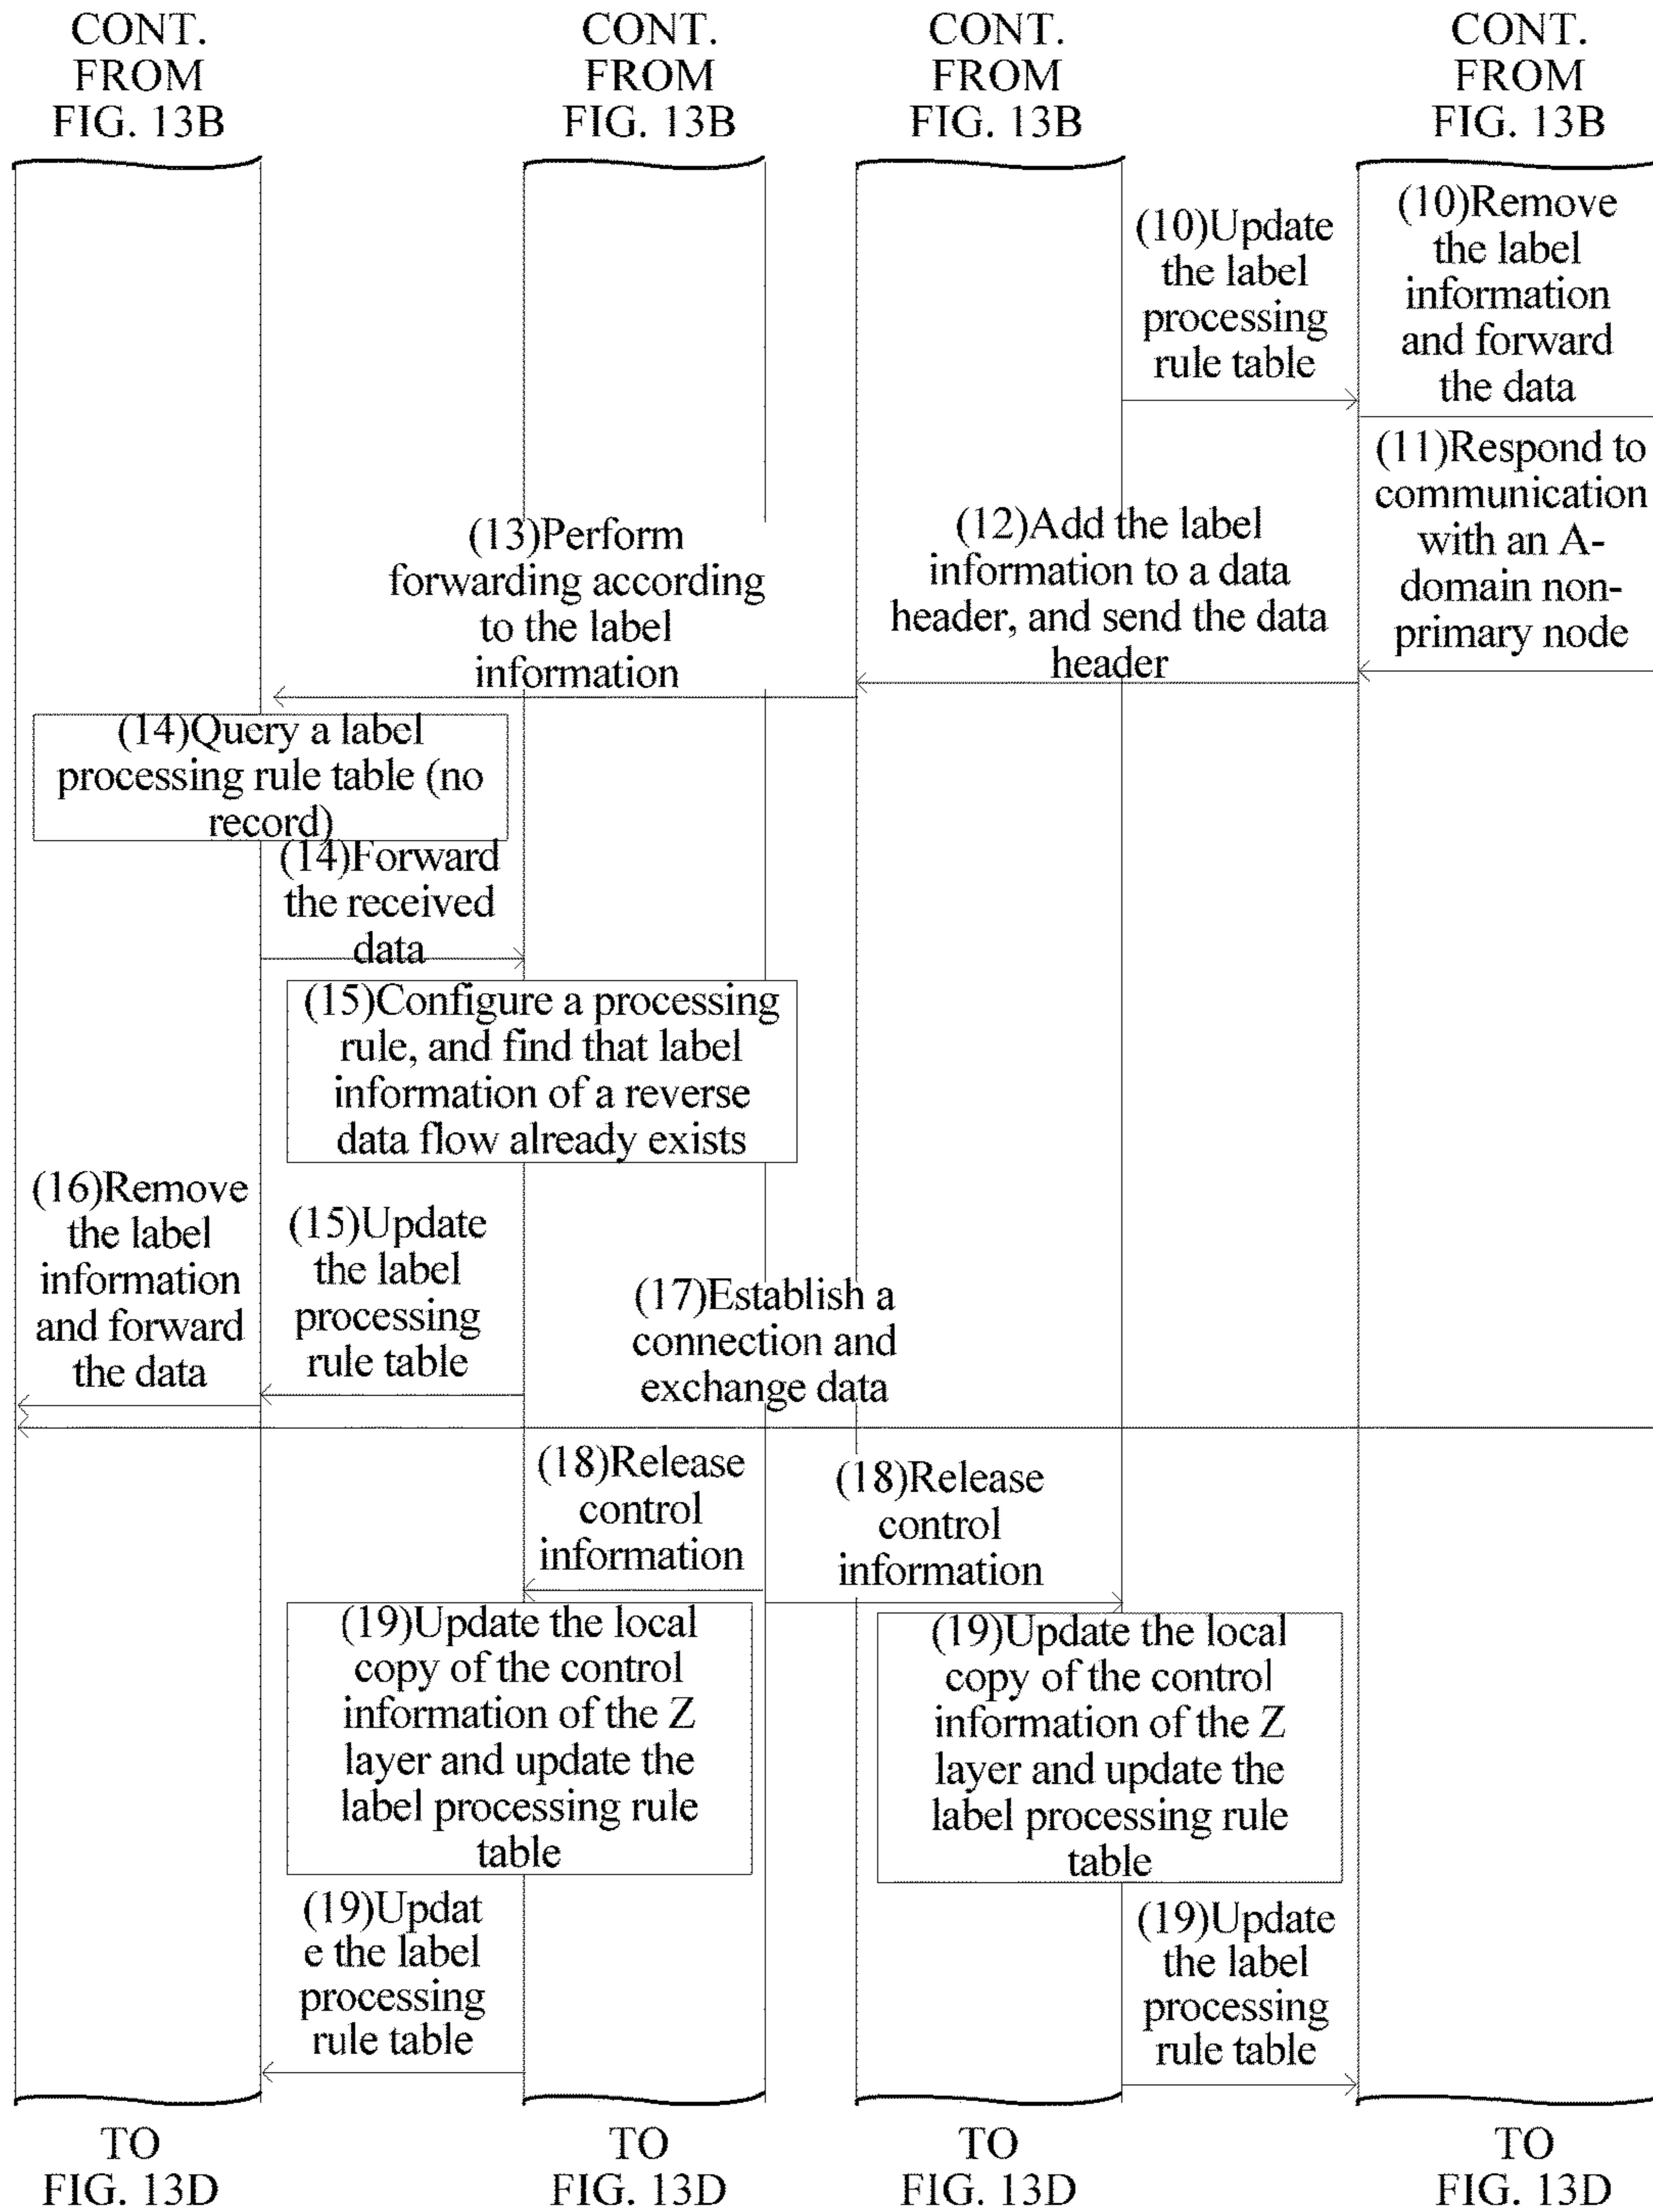 CONT.
FROM
FIG. 13B
CONT.
FROM
FIG. 13B
CONT.
FROM
FIG. 13B
CONT.
FROM
FIG. 13B
(10)Update
the label
processing
rule table
(10)Remove
the label
information
and forward
the data
(11)Respond to
communication
with an A-
domain non-
primary node
(12)Add the label
information to a data
header, and send the data
header
(13)Perform
forwarding according
to the label
information
(14)Query a label
processing rule table (no
record)
(14)Forward
the received
data
(15)Configure a processing
rule, and find that label
information of a reverse
data flow already exists
(15)Update
the label
processing
rule table
(16)Remove
the label
information
and forward
the data
(17)Establish a
connection and
exchange data
(18)Release
control
information
(18)Release
control
information
(19)Update the local
copy of the control
information of the Z
layer and update the
label processing rule
table
(19)Update the local
copy of the control
information of the Z
layer and update the
label processing rule
table
(19)Updat
e the label
processing
rule table
(19)Update
the label
processing
rule table
TO
FIG. 13D
TO
FIG. 13D
TO
FIG. 13D
TO
FIG. 13D